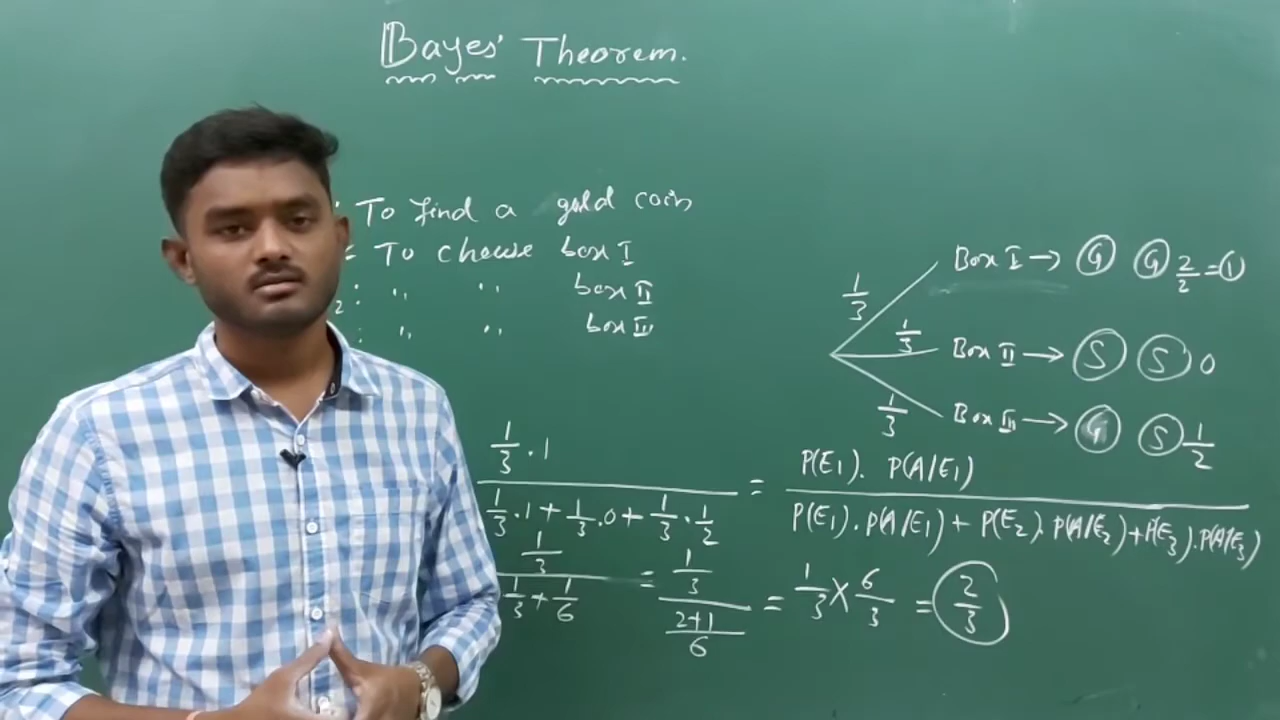 Bayes' Theorem.
: To find a gold coin
= To choose box I
2: " " box II
: " " box III
1/3 Box I → G G 2/2 = 1
1/3 Box II → S S 0
1/3 Box III → G S 1/2
(1/3 . 1) / (1/3 . 1 + 1/3 . 0 + 1/3 . 1/2) = (P(E1) . P(A/E1)) / (P(E1) . P(A/E1) + P(E2) . P(A/E2) + P(E3) . P(A/E3))
(1/3) / (1/3 + 1/6) = (1/3) / ((2+1)/6) = 1/3 × 6/3 = 2/3